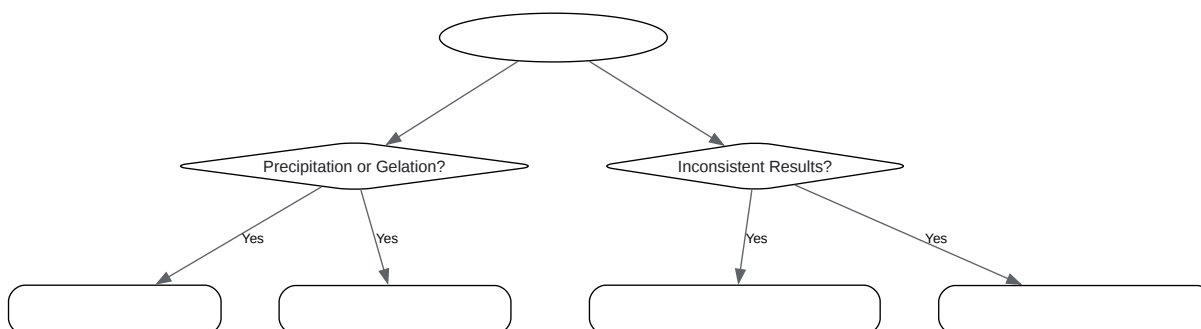 Precipitation or Gelation?
Inconsistent Results?
Yes
Yes
Yes
Yes